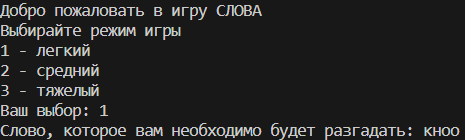 Добро пожаловать в игру СЛОВА
Выбирайте режим игры
1 - легкий
2 - средний
3 - тяжелый
Ваш выбор: 1
Слово, которое вам необходимо будет разгадать: кноо